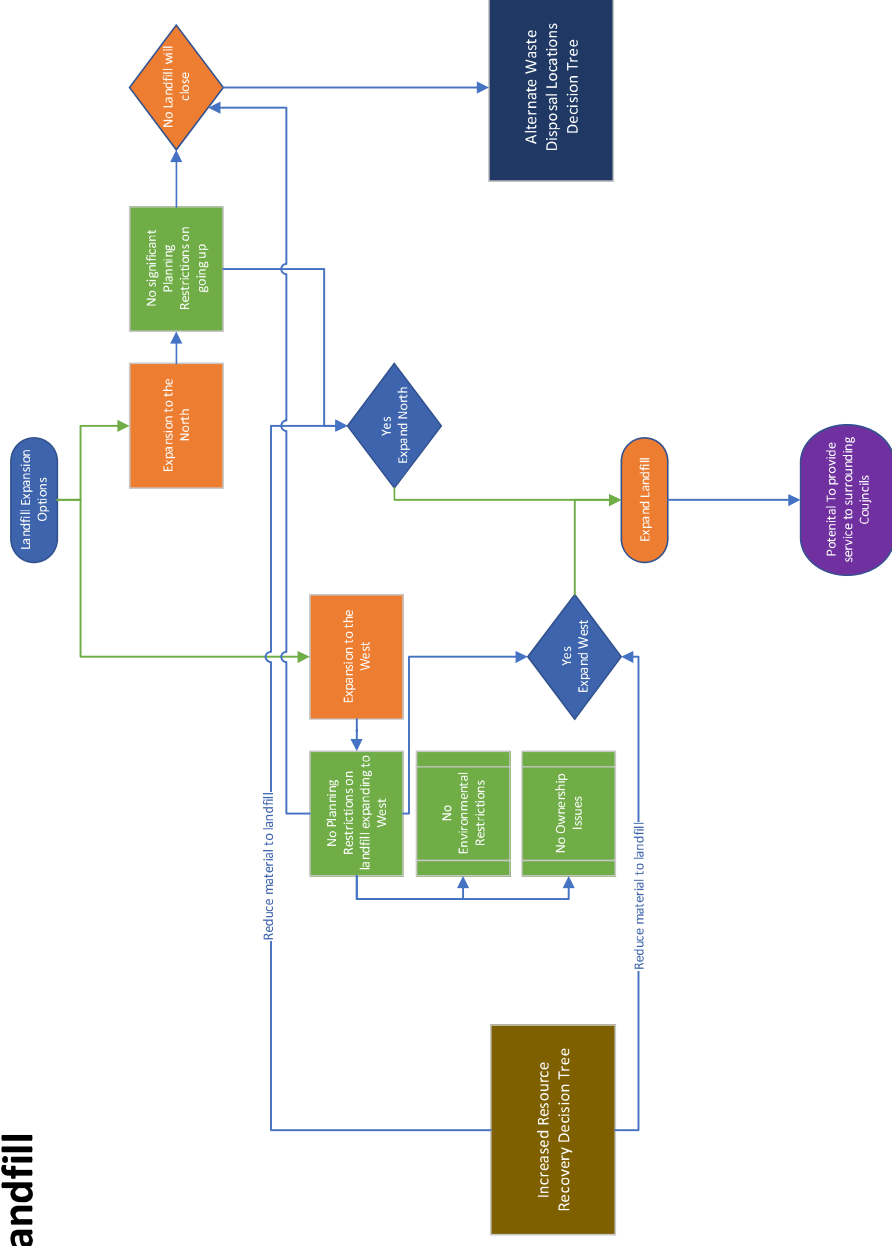 andfill
Landfill Expansion
Options
Expansion to the
North
No significant
Planning
Restrictions on
going up
No Landfill will
close
Reduce material to landfill
No Planning
Restrictions on
landfill expanding to
West
Expansion to the
West
Yes
Expand North
No
Environmental
Restrictions
Increased Resource
Recovery Decision Tree
No Ownership
Issues
Yes
Expand West
Alternate Waste
Disposal Locations
Decision Tree
Reduce material to landfill
Expand Landfill
Potenital To provide
service to surrounding
Coujncils